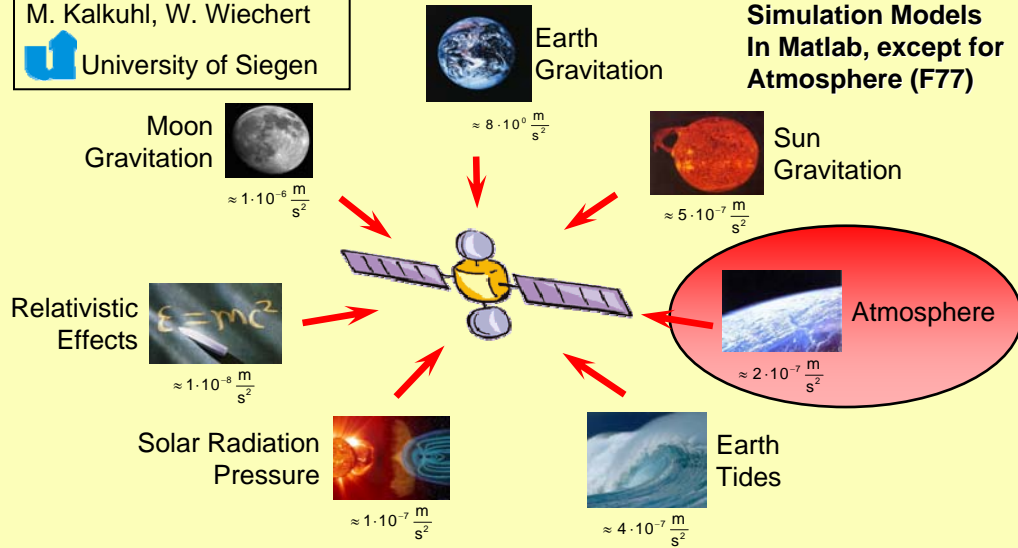 M. Kalkuhl, W. Wiechert
University of Siegen
Simulation Models
In Matlab, except for
Atmosphere (F77)
Earth
Gravitation
≈ 8·10⁰ m/s²
Moon
Gravitation
≈ 1·10⁻⁶ m/s²
Sun
Gravitation
≈ 5·10⁻⁷ m/s²
Relativistic
Effects
ε = mc²
≈ 1·10⁻⁸ m/s²
Atmosphere
≈ 2·10⁻⁷ m/s²
Solar Radiation
Pressure
≈ 1·10⁻⁷ m/s²
Earth
Tides
≈ 4·10⁻⁷ m/s²